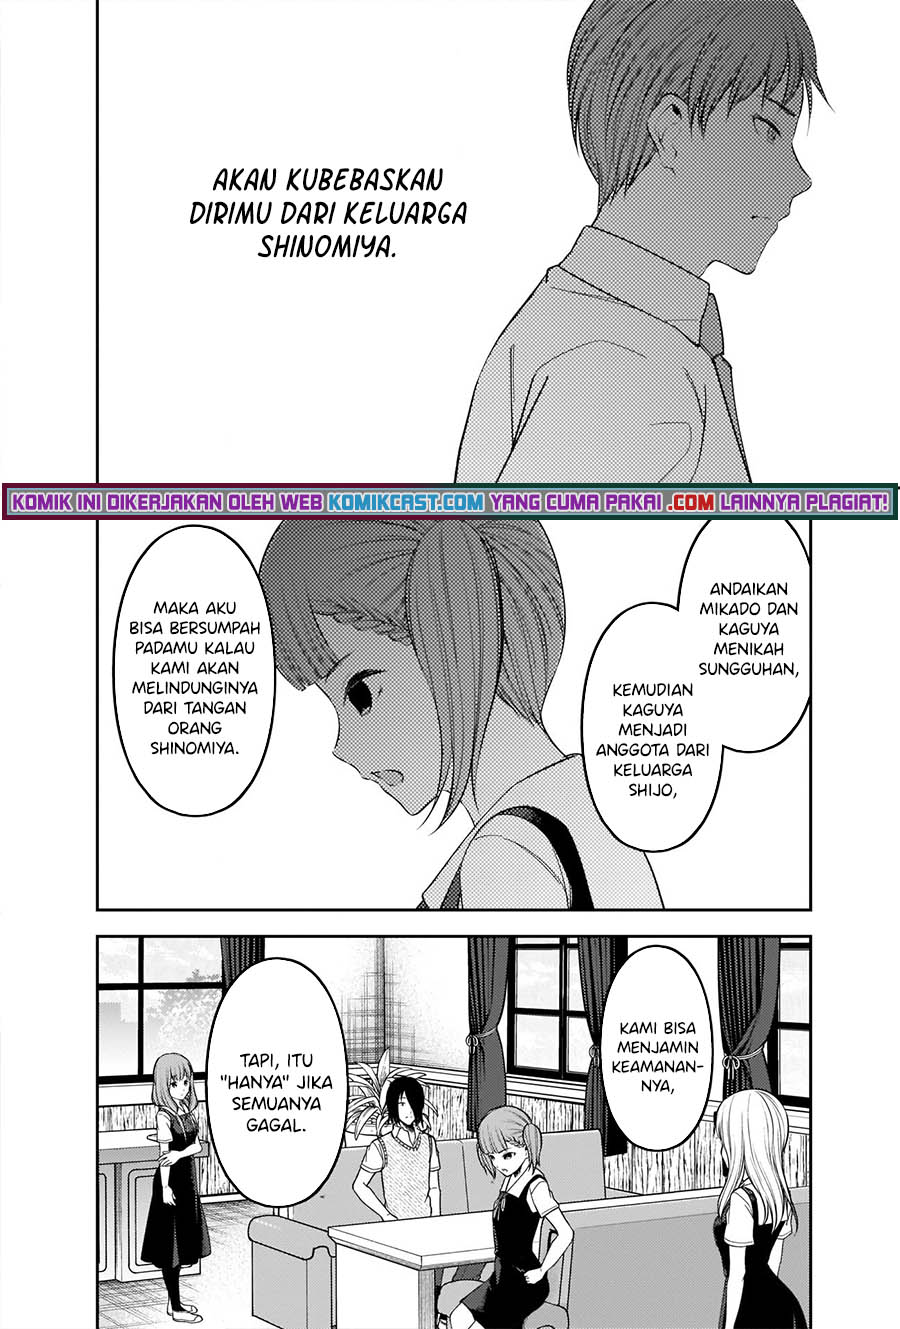 AKAN KUBEBASKAN
DIRIMU DARI KELUARGA
SHINOMIYA.
KOMIK INI DIKERJAKAN OLEH WEB KOMIKCAST.COM YANG CUMA PAKAI .COM LAINNYA PLAGIAT!
ANDAIKAN
MIKADO DAN
KAGUYA
MENIKAH
SUNGGUHAN,
KEMUDIAN
KAGUYA
MENJADI
ANGGOTA DARI
KELUARGA
SHIJO,
MAKA AKU
BISA BERSUMPAH
PADAMU KALAU
KAMI AKAN
MELINDUNGINYA
DARI TANGAN
ORANG
SHINOMIYA.
KAMI BISA
MENJAMIN
KEAMANAN-
NYA,
TAPI, ITU
"HANYA" JIKA
SEMUANYA
GAGAL.